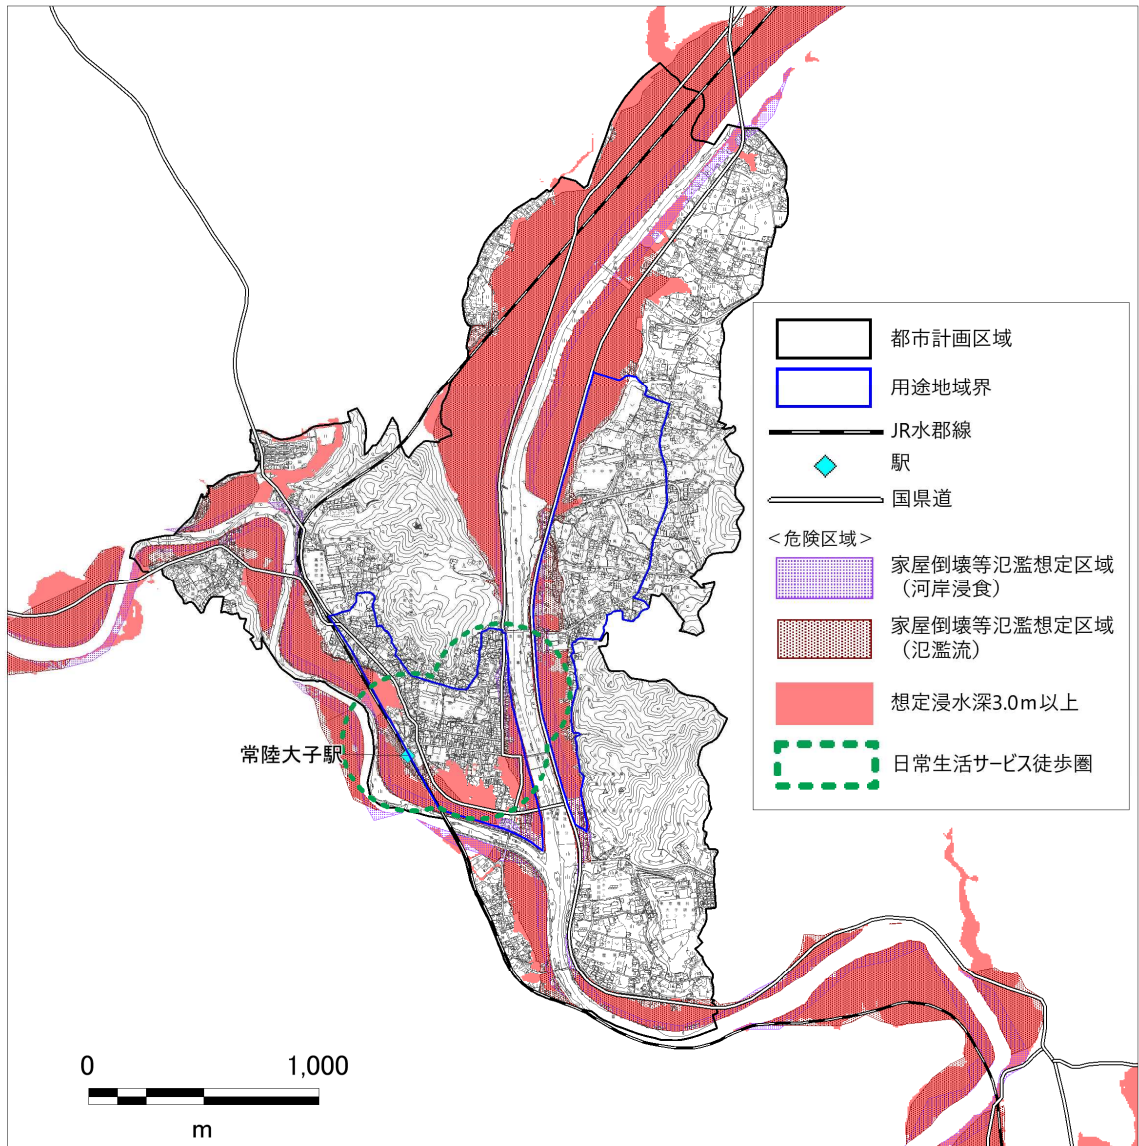 都市計画区域
用途地域界
JR水郡線
駅
国県道
<危険区域>
家屋倒壊等氾濫想定区域
(河岸浸食)
家屋倒壊等氾濫想定区域
(氾濫流)
想定浸水深3.0m以上
日常生活サービス徒歩圏
常陸大子駅
0 1,000
m